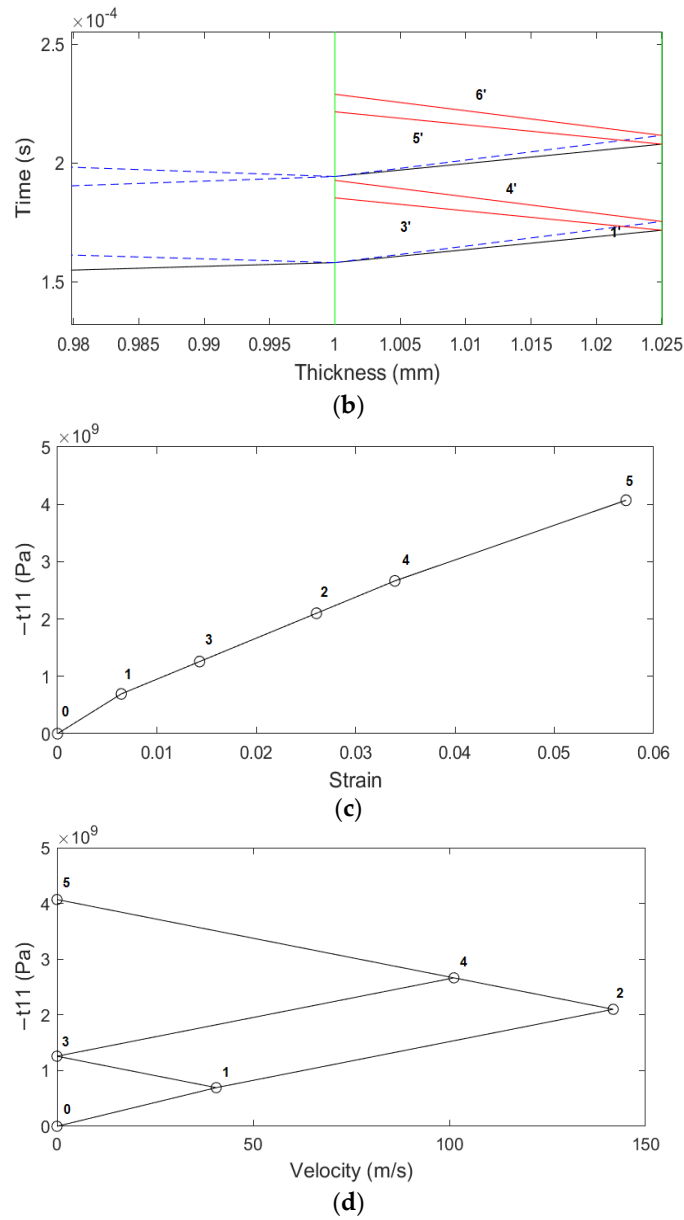 ×10⁻⁴
2.5
2
1.5
Time (s)
6'
5'
4'
3'
1'
0.98 0.985 0.99 0.995 1 1.005 1.01 1.015 1.02 1.025
Thickness (mm)
(b)
×10⁹
5
4
3
2
1
0
−t11 (Pa)
5
4
2
3
1
0
0 0.01 0.02 0.03 0.04 0.05 0.06
Strain
(c)
×10⁹
5
4
3
2
1
0
−t11 (Pa)
5
4
2
3
1
0
0 50 100 150
Velocity (m/s)
(d)